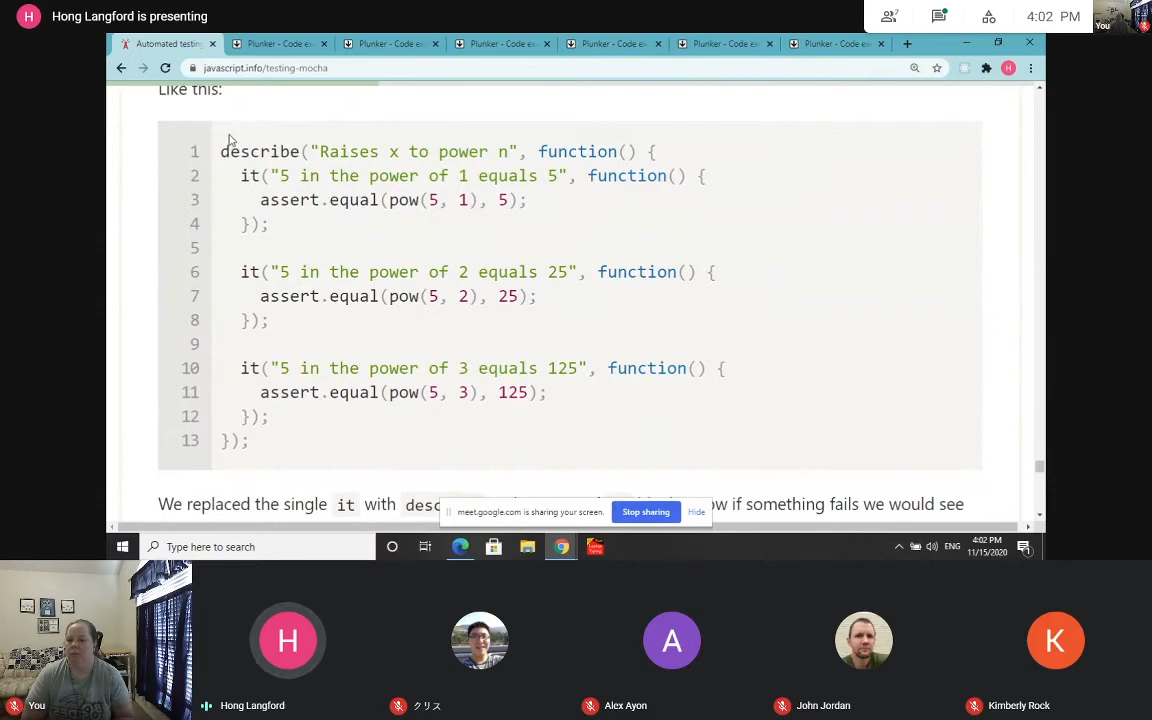 H Hong Langford is presenting
7
4:02 PM
You
Automated testing
Plunker - Code ex
Plunker - Code ex
Plunker - Code ex
Plunker - Code ex
Plunker - Code ex
Plunker - Code ex
javascript.info/testing-mocha
H
Like this:
1 describe("Raises x to power n", function() {
2 it("5 in the power of 1 equals 5", function() {
3 assert.equal(pow(5, 1), 5);
4 });
5
6 it("5 in the power of 2 equals 25", function() {
7 assert.equal(pow(5, 2), 25);
8 });
9
10 it("5 in the power of 3 equals 125", function() {
11 assert.equal(pow(5, 3), 125);
12 });
13 });
We replaced the single it with desc
ow if something fails we would see
meet.google.com is sharing your screen. Stop sharing Hide
Type here to search
ENG
4:02 PM
11/15/2020
1
H
A
K
You
Hong Langford
クリス
Alex Ayon
John Jordan
Kimberly Rock